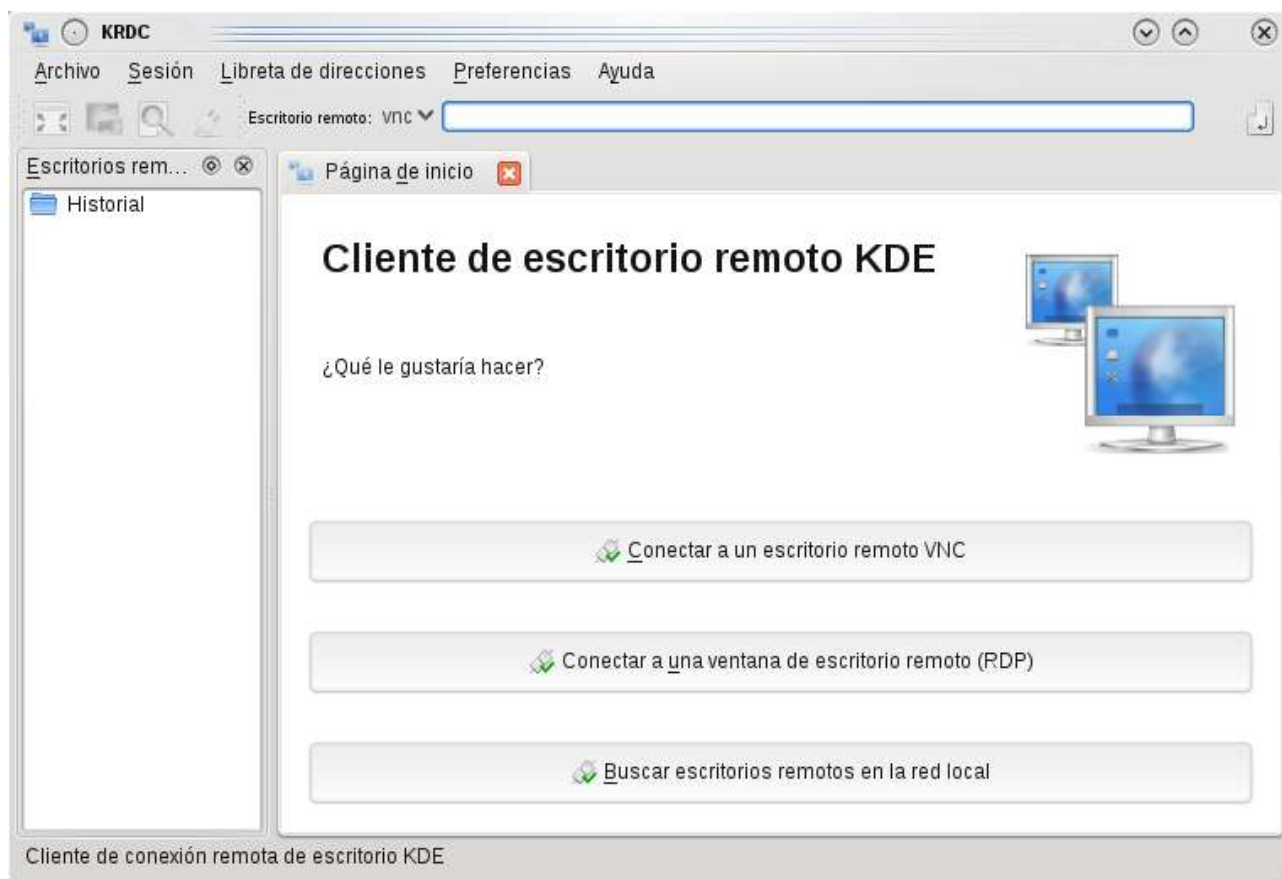 KRDC
Archivo Sesión Libreta de direcciones Preferencias Ayuda
Escritorio remoto: vnc
Escritorios rem...
Página de inicio
Historial
Cliente de escritorio remoto KDE
¿Qué le gustaría hacer?
Conectar a un escritorio remoto VNC
Conectar a una ventana de escritorio remoto (RDP)
Buscar escritorios remotos en la red local
Cliente de conexión remota de escritorio KDE